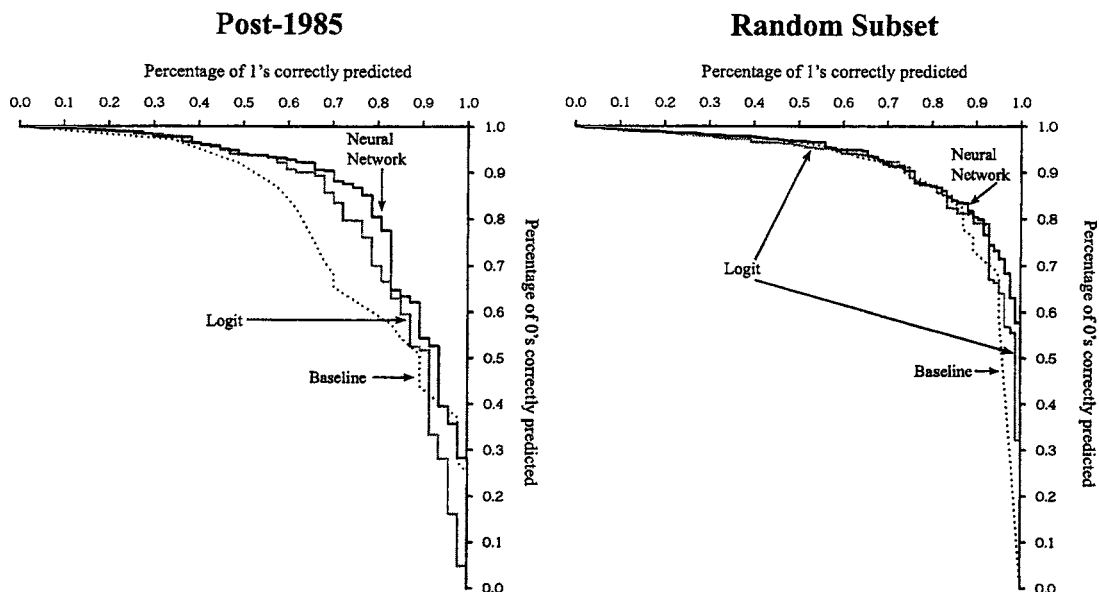 Post-1985
Percentage of 1's correctly predicted
0.0 0.1 0.2 0.3 0.4 0.5 0.6 0.7 0.8 0.9 1.0
Neural
Network
Logit
Baseline
1.0
0.9
0.8
0.7
0.6
0.5
0.4
0.3
0.2
0.1
0.0
Percentage of 0's correctly predicted
Random Subset
Percentage of 1's correctly predicted
0.0 0.1 0.2 0.3 0.4 0.5 0.6 0.7 0.8 0.9 1.0
Neural
Network
Logit
Baseline
1.0
0.9
0.8
0.7
0.6
0.5
0.4
0.3
0.2
0.1
0.0
Percentage of 0's correctly predicted